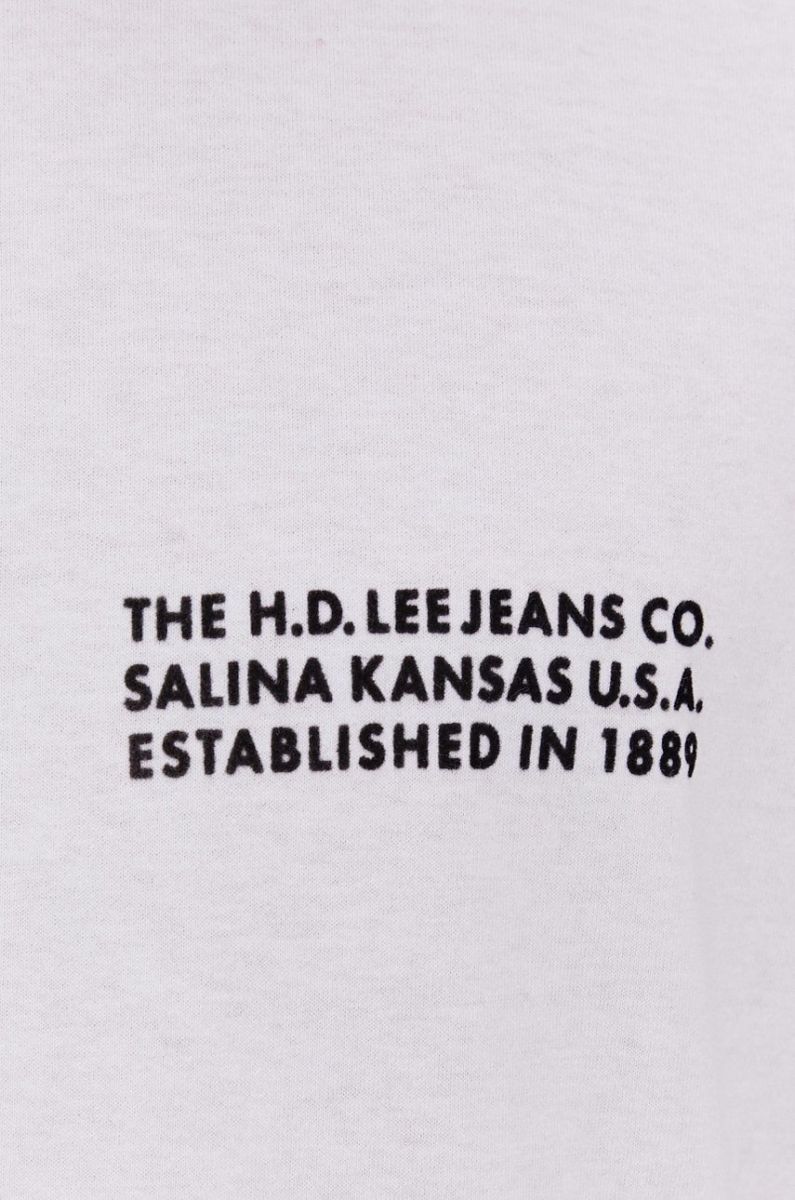 THE H.D. LEE JEANS CO.
SALINA KANSAS U.S.A.
ESTABLISHED IN 1889